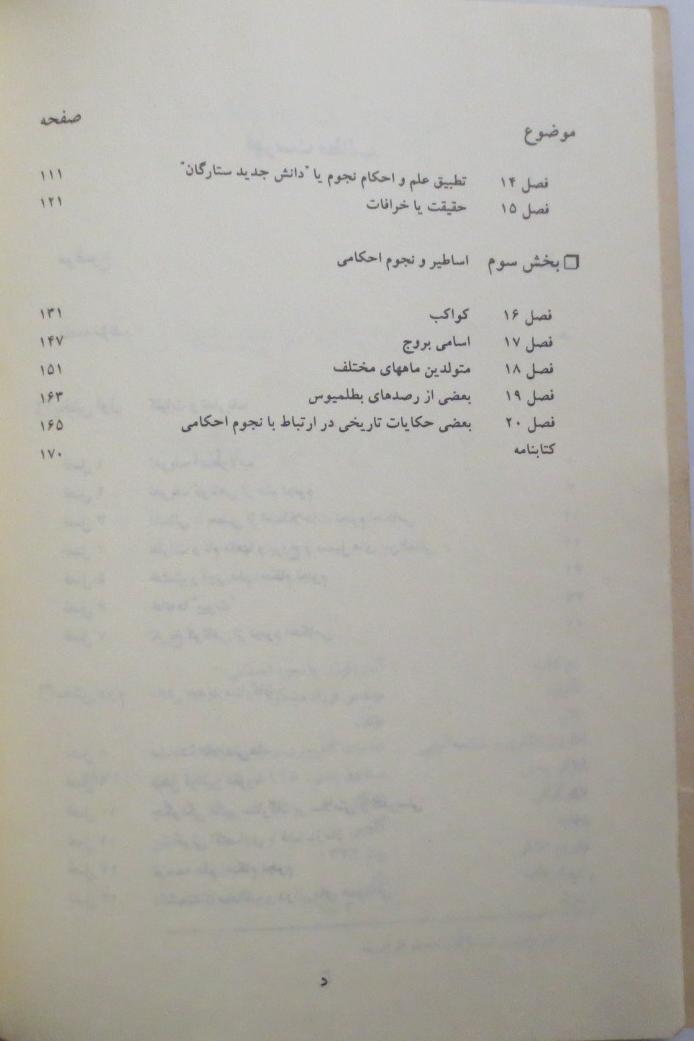 موضوع صفحه
فصل ۱۴ تطبیق علم و احکام نجوم یا "دانش جدید ستارگان" ۱۱۱
فصل ۱۵ حقیقت یا خرافات ۱۲۱
❒ بخش سوم اساطیر و نجوم احکامی
فصل ۱۶ کواکب ۱۳۱
فصل ۱۷ اسامی بروج ۱۴۷
فصل ۱۸ متولدین ماههای مختلف ۱۵۱
فصل ۱۹ بعضی از رصدهای بطلمیوس ۱۶۳
فصل ۲۰ بعضی حکایات تاریخی در ارتباط با نجوم احکامی ۱۶۵
کتابنامه ۱۷۰
د